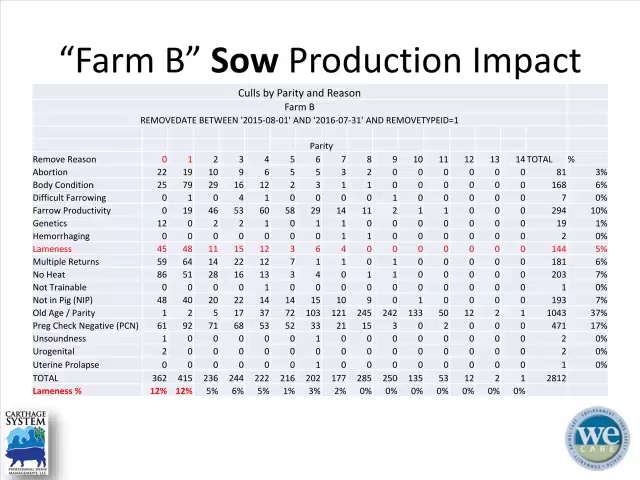 “Farm B” Sow Production Impact
Culls by Parity and Reason
Farm B
REMOVEDATE BETWEEN '2015-08-01' AND '2016-07-31' AND REMOVETYPEID=1
Parity
Remove Reason 0 1 2 3 4 5 6 7 8 9 10 11 12 13 14 TOTAL %
Abortion 22 19 10 9 6 5 5 3 2 0 0 0 0 0 0 81 3%
Body Condition 25 79 29 16 12 2 3 1 1 0 0 0 0 0 0 168 6%
Difficult Farrowing 0 1 0 4 1 0 0 0 0 1 0 0 0 0 0 7 0%
Farrow Productivity 0 19 46 53 60 58 29 14 11 2 1 1 0 0 0 294 10%
Genetics 12 0 2 2 1 0 1 1 0 0 0 0 0 0 0 19 1%
Hemorrhaging 0 0 0 0 0 0 0 1 1 0 0 0 0 0 0 2 0%
Lameness 45 48 11 15 12 3 6 4 0 0 0 0 0 0 0 144 5%
Multiple Returns 59 64 14 22 12 7 1 1 0 1 0 0 0 0 0 181 6%
No Heat 86 51 28 16 13 3 4 0 1 1 0 0 0 0 0 203 7%
Not Trainable 0 0 0 0 1 0 0 0 0 0 0 0 0 0 0 1 0%
Not in Pig (NIP) 48 40 20 22 14 14 15 10 9 0 1 0 0 0 0 193 7%
Old Age / Parity 1 2 5 17 37 72 103 121 245 242 133 50 12 2 1 1043 37%
Preg Check Negative (PCN) 61 92 71 68 53 52 33 21 15 3 0 2 0 0 0 471 17%
Unsoundness 1 0 0 0 0 0 1 0 0 0 0 0 0 0 0 2 0%
Urogenital 2 0 0 0 0 0 0 0 0 0 0 0 0 0 0 2 0%
Uterine Prolapse 0 0 0 0 0 0 1 0 0 0 0 0 0 0 0 1 0%
TOTAL 362 415 236 244 222 216 202 177 285 250 135 53 12 2 1 2812
Lameness % 12% 12% 5% 6% 5% 1% 3% 2% 0% 0% 0% 0% 0% 0% 0%
CARTHAGE
SYSTEM
PROFESSIONAL SWINE
MANAGEMENT, LLC
we
CARE